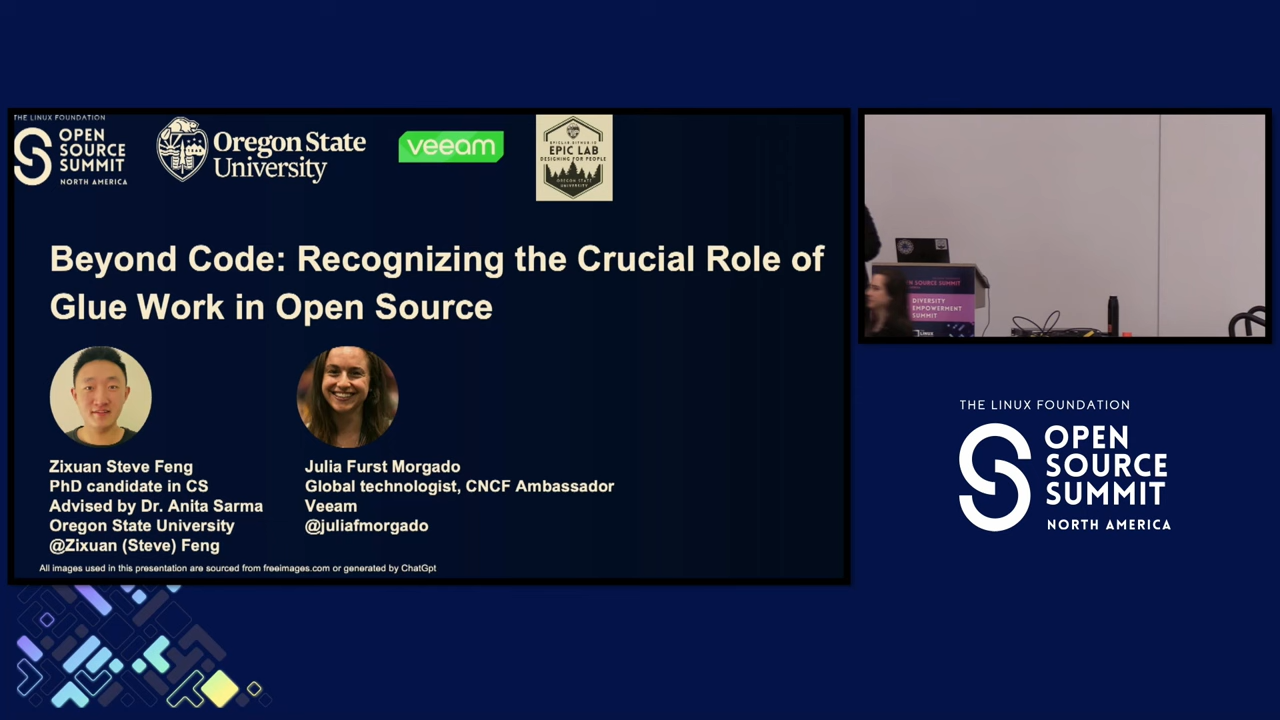 THE LINUX FOUNDATION
OPEN
SOURCE
SUMMIT
NORTH AMERICA
Oregon State
University
veeam
EPIC LAB
DESIGNING FOR PEOPLE
OREGON STATE
UNIVERSITY
Beyond Code: Recognizing the Crucial Role of
Glue Work in Open Source
Zixuan Steve Feng
PhD candidate in CS
Advised by Dr. Anita Sarma
Oregon State University
@Zixuan (Steve) Feng
Julia Furst Morgado
Global technologist, CNCF Ambassador
Veeam
@juliafmorgado
All images used in this presentation are sourced from freeimages.com or generated by ChatGpt
SOURCE SUMMIT
DIVERSITY
EMPOWERMENT
SUMMIT
THE LINUX FOUNDATION
OPEN
SOURCE
SUMMIT
NORTH AMERICA